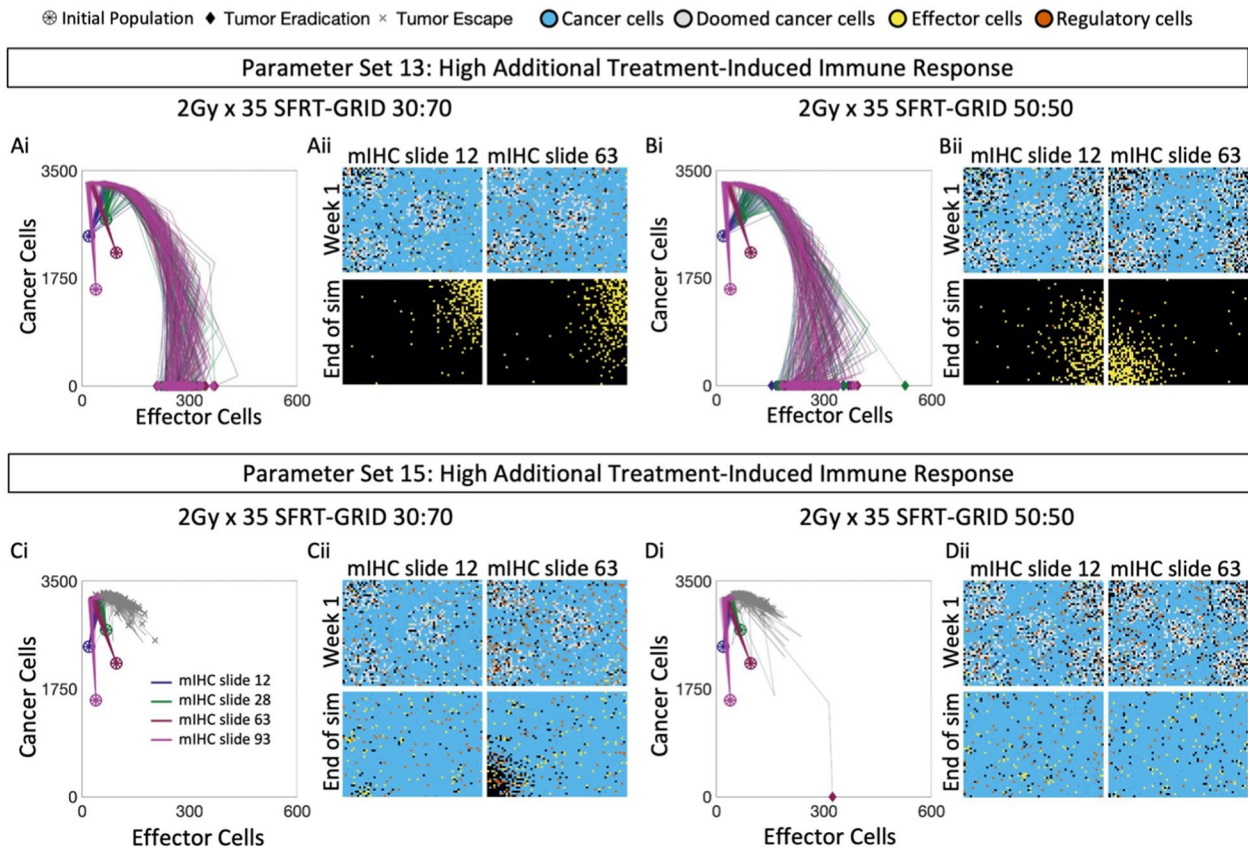 Initial Population Tumor Eradication Tumor Escape Cancer cells Doomed cancer cells Effector cells Regulatory cells
Parameter Set 13: High Additional Treatment-Induced Immune Response
2Gy x 35 SFRT-GRID 30:70
2Gy x 35 SFRT-GRID 50:50
Ai
3500
1750
0
0 300 600
Cancer Cells
Effector Cells
Aii
mIHC slide 12 mIHC slide 63
Week 1
End of sim
Bi
3500
1750
0
0 300 600
Cancer Cells
Effector Cells
Bii
mIHC slide 12 mIHC slide 63
Week 1
End of sim
Parameter Set 15: High Additional Treatment-Induced Immune Response
2Gy x 35 SFRT-GRID 30:70
2Gy x 35 SFRT-GRID 50:50
Ci
3500
1750
0
0 300 600
Cancer Cells
Effector Cells
mIHC slide 12
mIHC slide 28
mIHC slide 63
mIHC slide 93
Cii
mIHC slide 12 mIHC slide 63
Week 1
End of sim
Di
3500
1750
0
0 300 600
Cancer Cells
Effector Cells
Dii
mIHC slide 12 mIHC slide 63
Week 1
End of sim